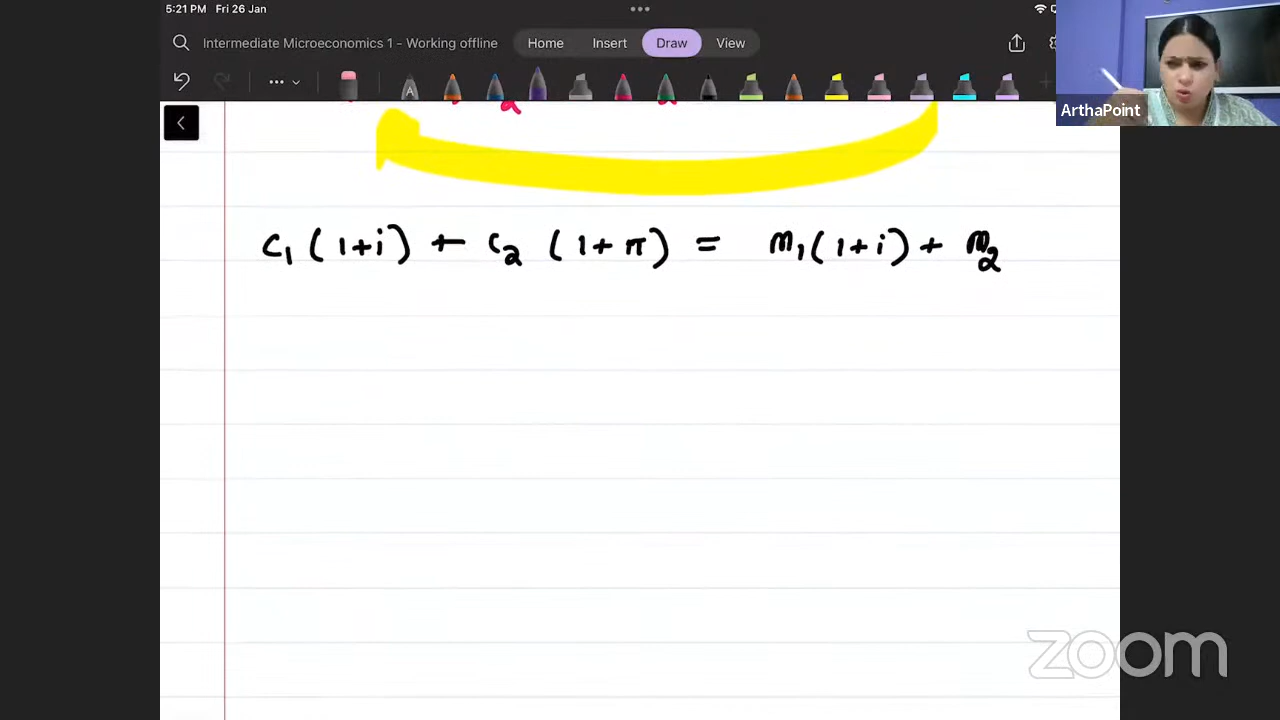 5:21 PM Fri 26 Jan
Intermediate Microeconomics 1 - Working offline Home Insert Draw View
A
ArthaPoint
c₁ (1+i) + c₂ (1+π) = m₁(1+i) + m₂
zoom